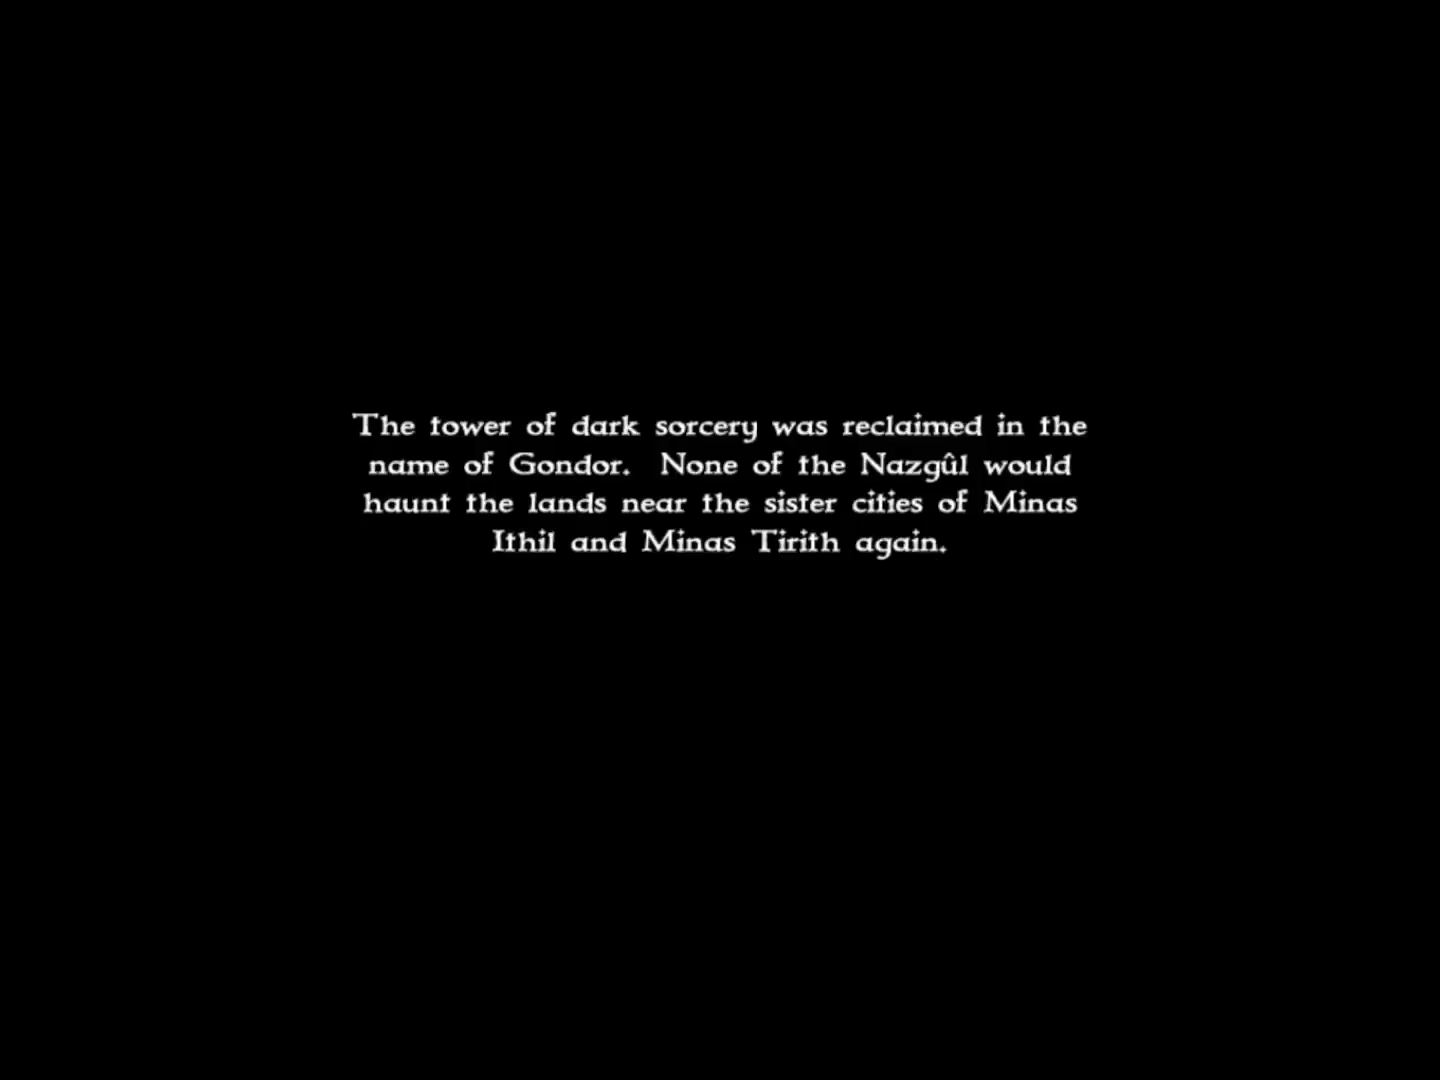 The tower of dark sorcery was reclaimed in the
name of Gondor.  None of the Nazgûl would
haunt the lands near the sister cities of Minas
Ithil and Minas Tirith again.